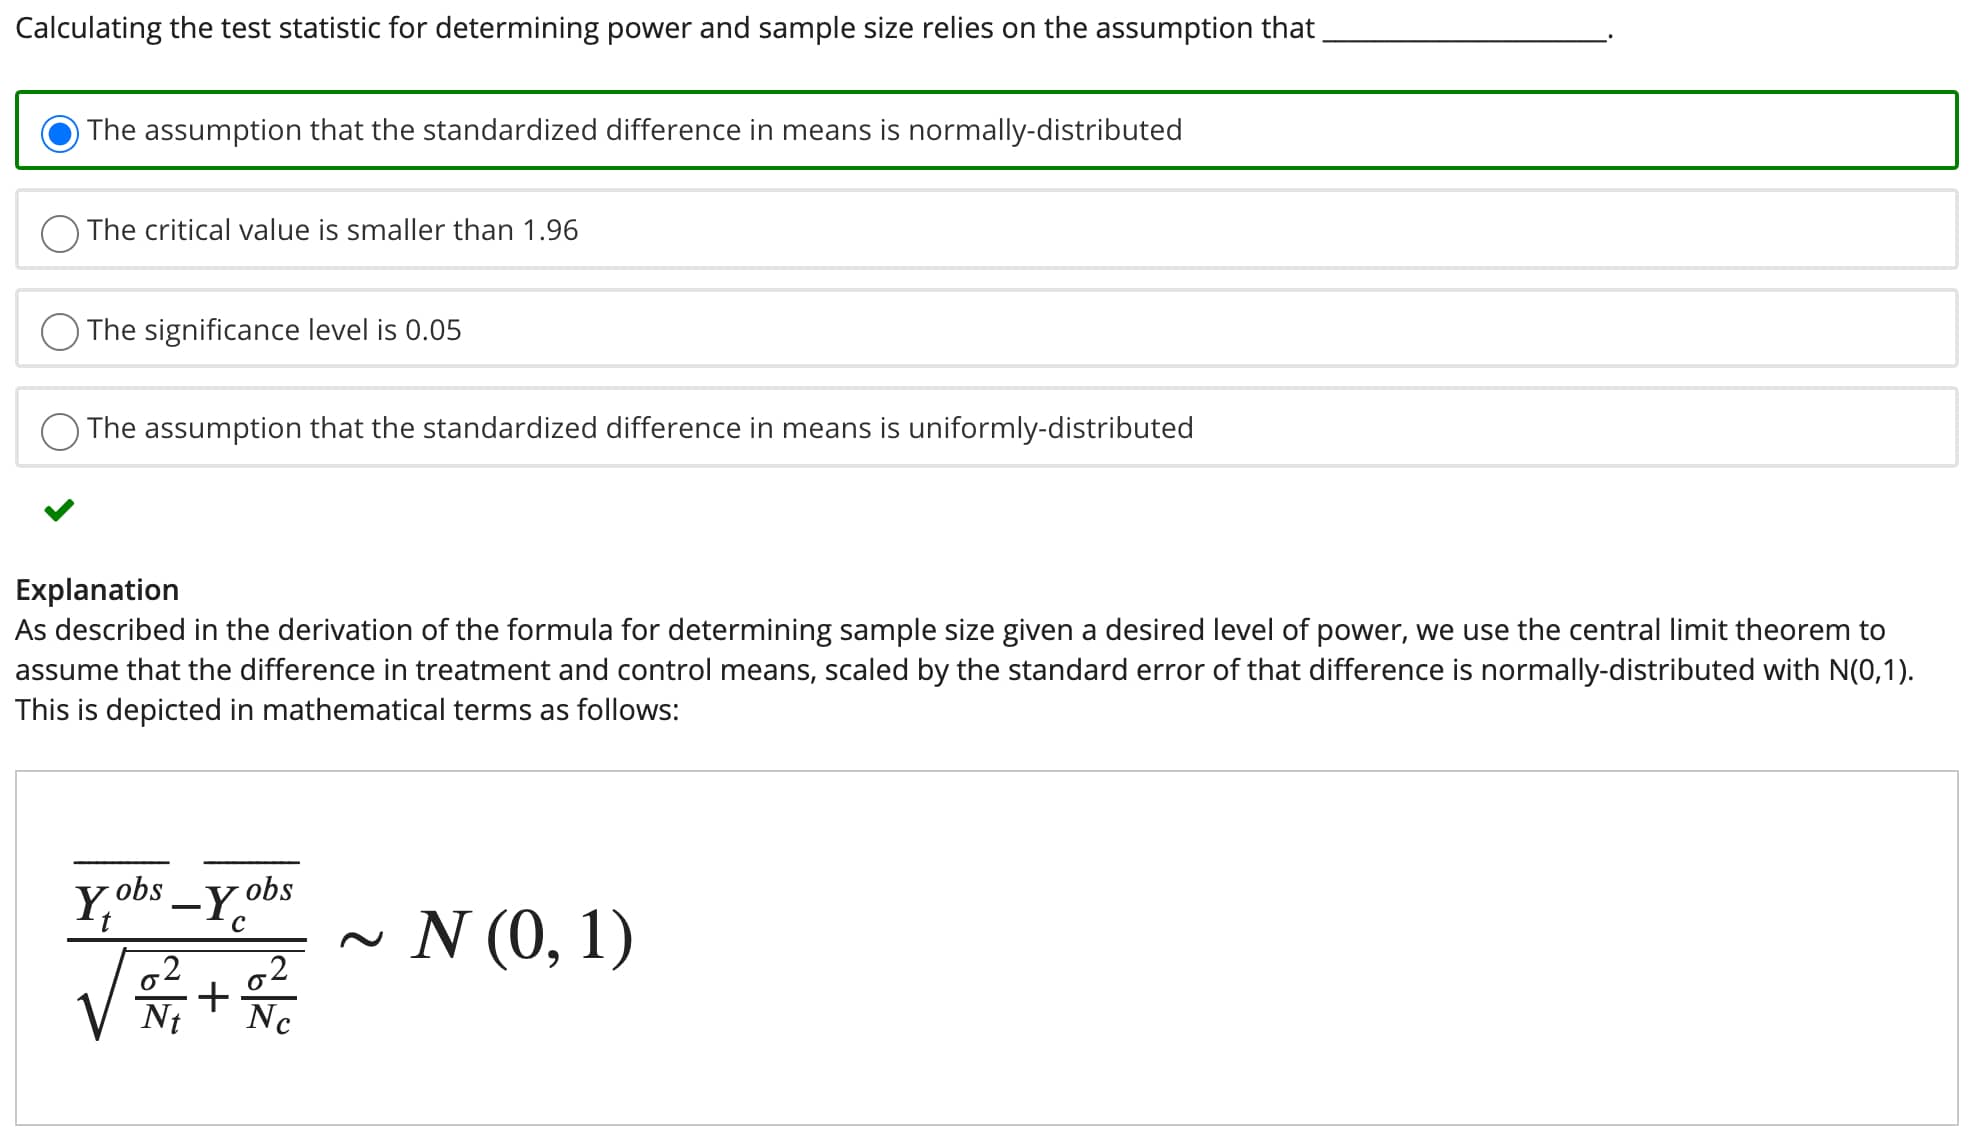 Calculating the test statistic for determining power and sample size relies on the assumption that ___________________.
The assumption that the standardized difference in means is normally-distributed
The critical value is smaller than 1.96
The significance level is 0.05
The assumption that the standardized difference in means is uniformly-distributed
Explanation
As described in the derivation of the formula for determining sample size given a desired level of power, we use the central limit theorem to
assume that the difference in treatment and control means, scaled by the standard error of that difference is normally-distributed with N(0,1).
This is depicted in mathematical terms as follows:
\frac{\overline{Y_t^{obs}} - \overline{Y_c^{obs}}}{\sqrt{\frac{\sigma^2}{N_t} + \frac{\sigma^2}{N_c}}} \sim N(0, 1)